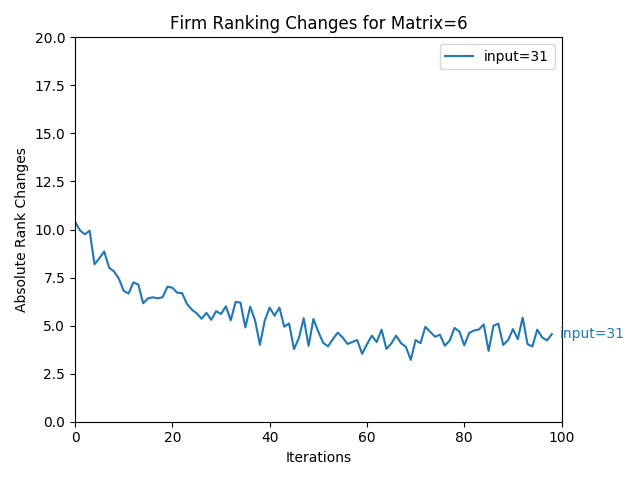 Firm Ranking Changes for Matrix=6
input=31
Absolute Rank Changes
20.0
17.5
15.0
12.5
10.0
7.5
5.0
2.5
0.0
input=31
0 20 40 60 80 100
Iterations